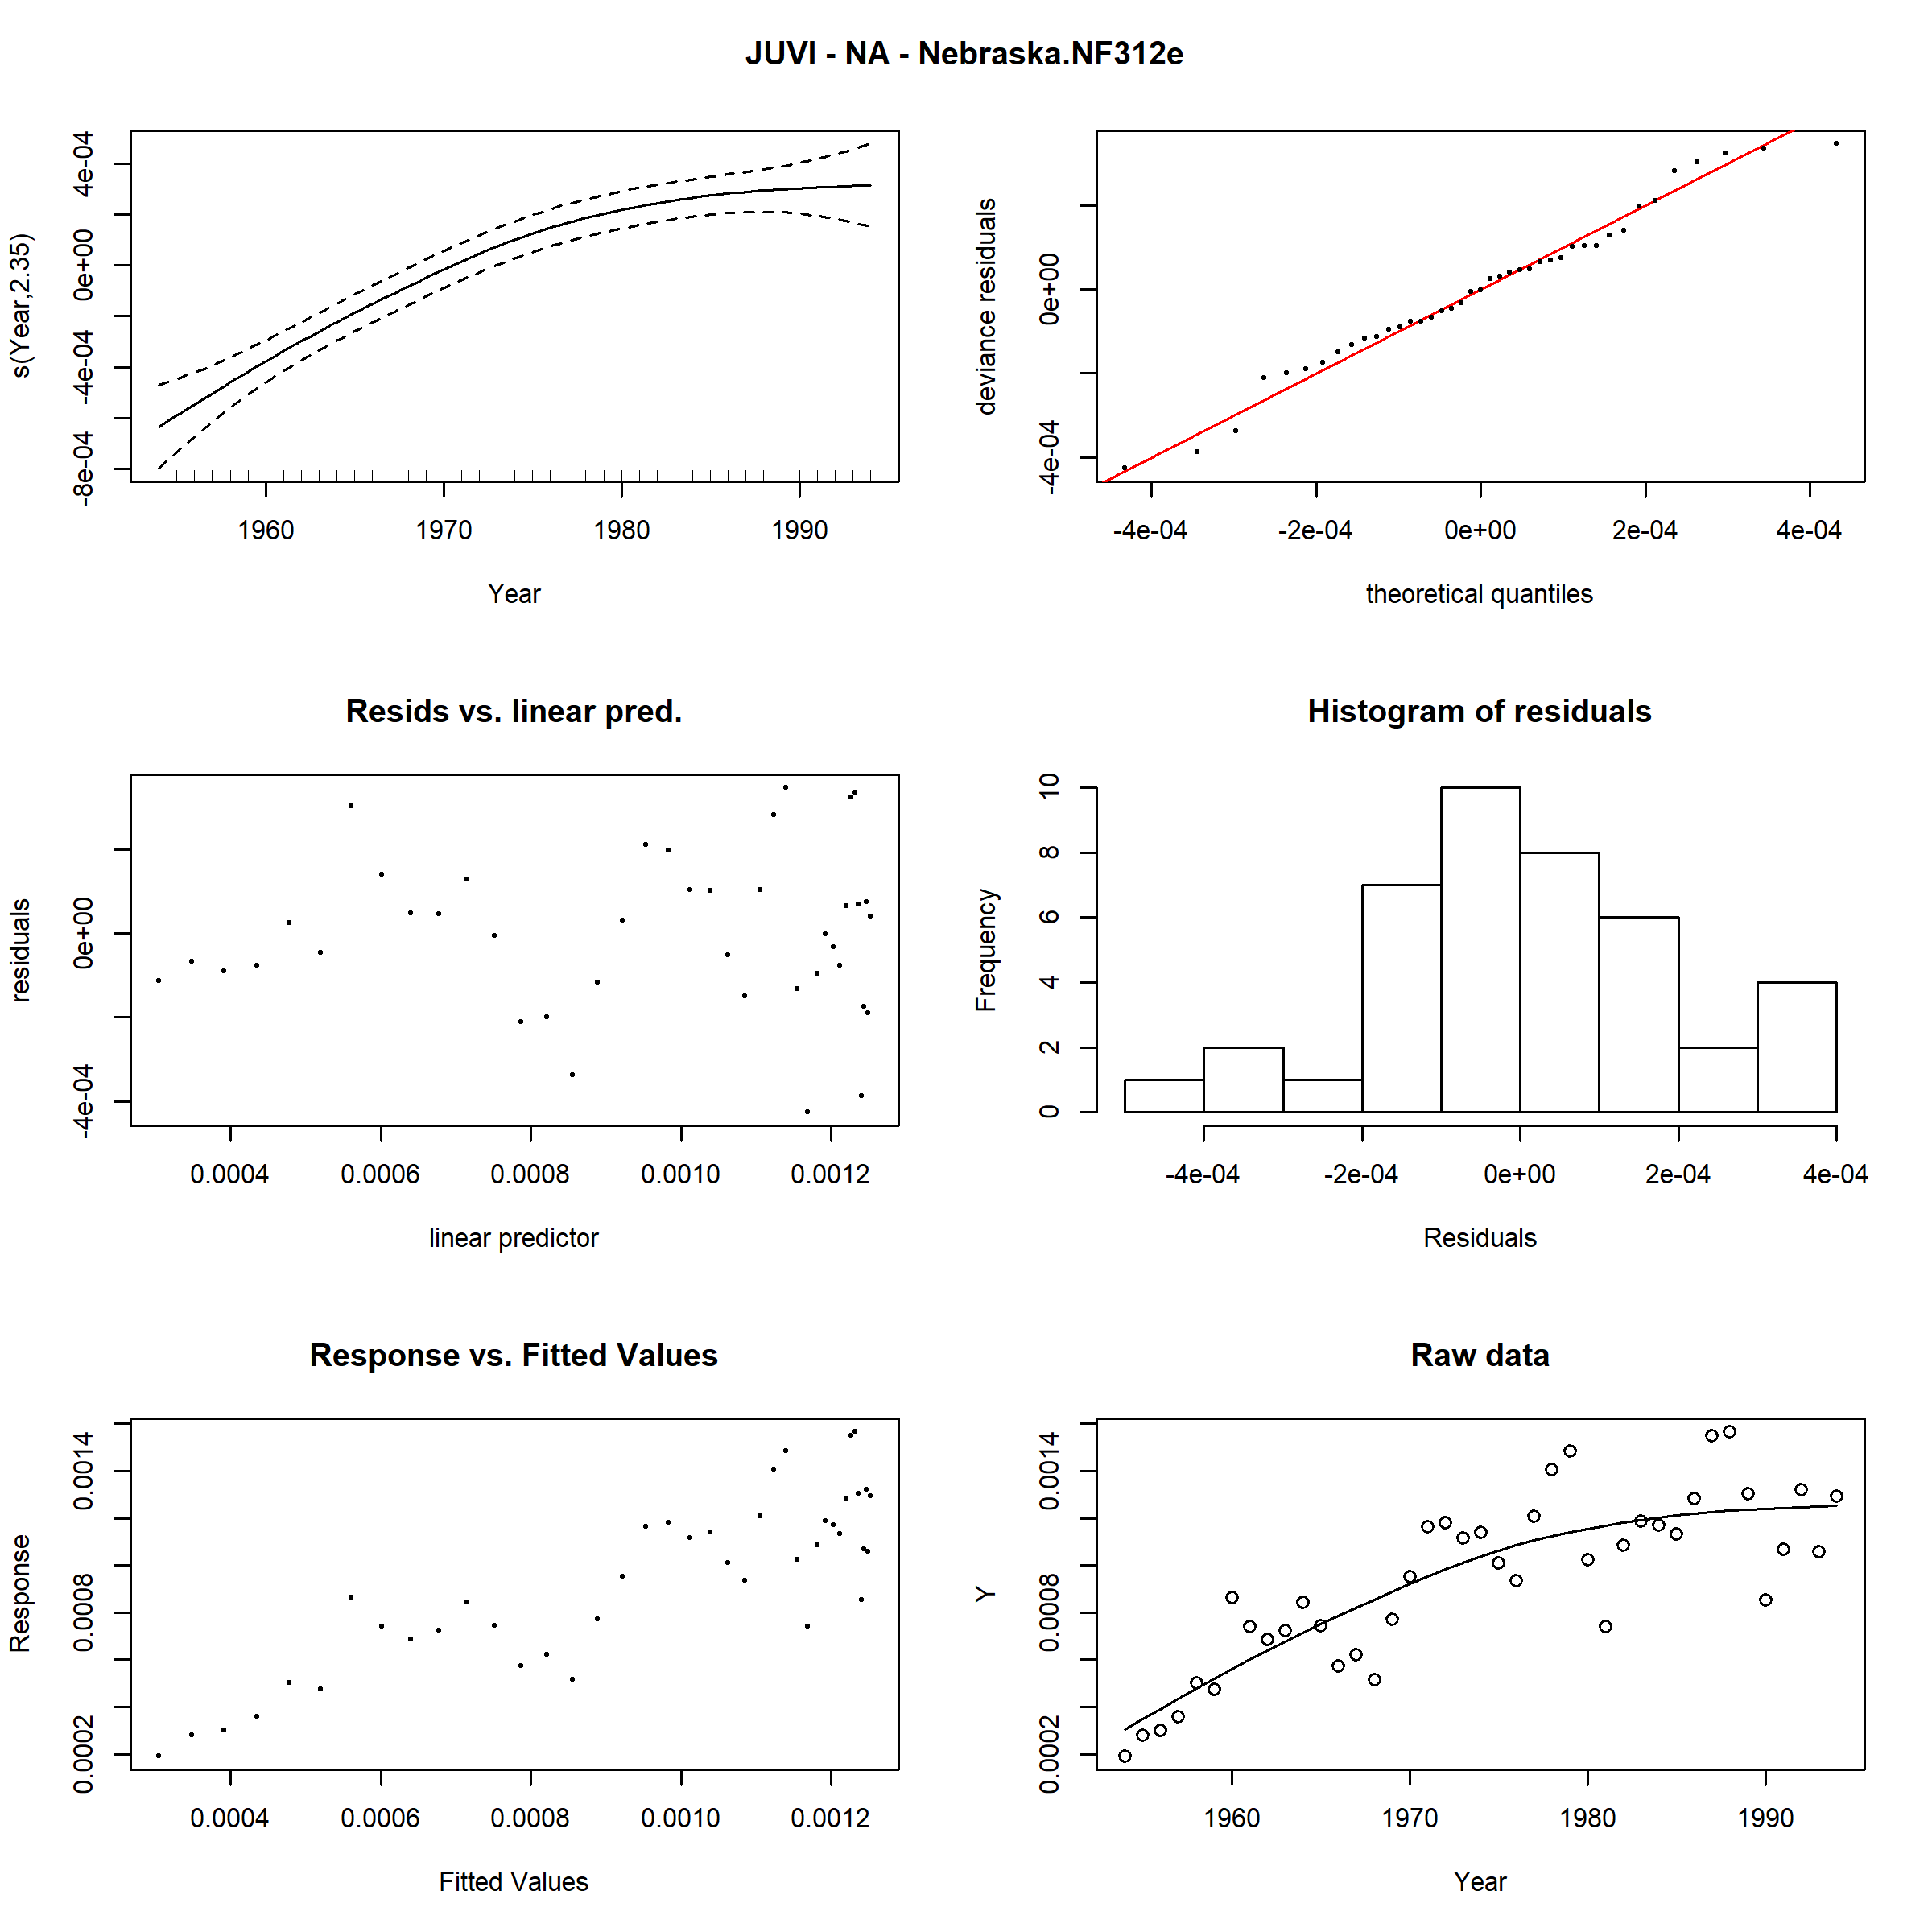 JUVI - NA - Nebraska.NF312e
s(Year,2.35)
-8e-04 -4e-04 0e+00 4e-04
1960 1970 1980 1990
Year
deviance residuals
-4e-04 0e+00
-4e-04 -2e-04 0e+00 2e-04 4e-04
theoretical quantiles
Resids vs. linear pred.
residuals
-4e-04 0e+00
0.0004 0.0006 0.0008 0.0010 0.0012
linear predictor
Histogram of residuals
Frequency
0 2 4 6 8 10
-4e-04 -2e-04 0e+00 2e-04 4e-04
Residuals
Response vs. Fitted Values
Response
0.0002 0.0008 0.0014
0.0004 0.0006 0.0008 0.0010 0.0012
Fitted Values
Raw data
Y
0.0002 0.0008 0.0014
1960 1970 1980 1990
Year